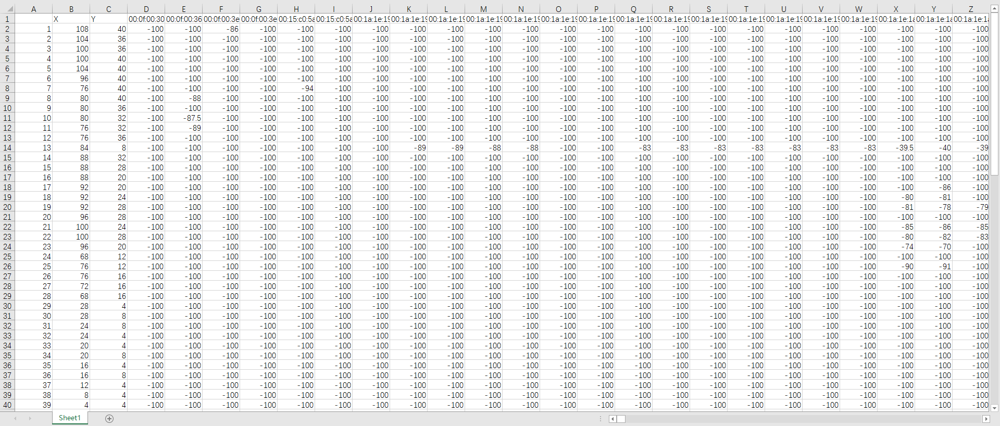 A B C D E F G H I J K L M N O P Q R S T U V W X Y Z
1 X Y 00:0f:00:30 00:0f:00:36 00:0f:00:3e 00:0f:00:3e 00:15:c0:5a 00:15:c0:5a 00:1a:1e:19 00:1a:1e:19 00:1a:1e:19 00:1a:1e:19 00:1a:1e:19 00:1a:1e:19 00:1a:1e:19 00:1a:1e:19 00:1a:1e:19 00:1a:1e:19 00:1a:1e:19 00:1a:1e:19 00:1a:1e:19 00:1a:1e:19 00:1a:1e:1a 00:1a:1e:1a 00:1a:1e:1a
2 1 108 40 -100 -100 -86 -100 -100 -100 -100 -100 -100 -100 -100 -100 -100 -100 -100 -100 -100 -100 -100 -100 -100 -100 -100
3 2 104 36 -100 -100 -100 -100 -100 -100 -100 -100 -100 -100 -100 -100 -100 -100 -100 -100 -100 -100 -100 -100 -100 -100 -100
4 3 100 36 -100 -100 -100 -100 -100 -100 -100 -100 -100 -100 -100 -100 -100 -100 -100 -100 -100 -100 -100 -100 -100 -100 -100
5 4 100 40 -100 -100 -100 -100 -100 -100 -100 -100 -100 -100 -100 -100 -100 -100 -100 -100 -100 -100 -100 -100 -100 -100 -100
6 5 104 40 -100 -100 -100 -100 -100 -100 -100 -100 -100 -100 -100 -100 -100 -100 -100 -100 -100 -100 -100 -100 -100 -100 -100
7 6 96 40 -100 -100 -100 -100 -100 -100 -100 -100 -100 -100 -100 -100 -100 -100 -100 -100 -100 -100 -100 -100 -100 -100 -100
8 7 76 40 -100 -100 -100 -100 -94 -100 -100 -100 -100 -100 -100 -100 -100 -100 -100 -100 -100 -100 -100 -100 -100 -100 -100
9 8 80 40 -100 -88 -100 -100 -100 -100 -100 -100 -100 -100 -100 -100 -100 -100 -100 -100 -100 -100 -100 -100 -100 -100 -100
10 9 80 36 -100 -100 -100 -100 -100 -100 -100 -100 -100 -100 -100 -100 -100 -100 -100 -100 -100 -100 -100 -100 -100 -100 -100
11 10 80 32 -100 -87.5 -100 -100 -100 -100 -100 -100 -100 -100 -100 -100 -100 -100 -100 -100 -100 -100 -100 -100 -100 -100 -100
12 11 76 32 -100 -89 -100 -100 -100 -100 -100 -100 -100 -100 -100 -100 -100 -100 -100 -100 -100 -100 -100 -100 -100 -100 -100
13 12 76 36 -100 -100 -100 -100 -100 -100 -100 -100 -100 -100 -100 -100 -100 -100 -100 -100 -100 -100 -100 -100 -100 -100 -100
14 13 84 8 -100 -100 -100 -100 -100 -100 -100 -89 -89 -88 -88 -100 -100 -83 -83 -83 -83 -83 -83 -83 -39.5 -40 -39
15 14 88 32 -100 -100 -100 -100 -100 -100 -100 -100 -100 -100 -100 -100 -100 -100 -100 -100 -100 -100 -100 -100 -100 -100 -100
16 15 88 28 -100 -100 -100 -100 -100 -100 -100 -100 -100 -100 -100 -100 -100 -100 -100 -100 -100 -100 -100 -100 -100 -100 -100
17 16 88 20 -100 -100 -100 -100 -100 -100 -100 -100 -100 -100 -100 -100 -100 -100 -100 -100 -100 -100 -100 -100 -100 -100 -100
18 17 92 20 -100 -100 -100 -100 -100 -100 -100 -100 -100 -100 -100 -100 -100 -100 -100 -100 -100 -100 -100 -100 -100 -86 -100
19 18 92 24 -100 -100 -100 -100 -100 -100 -100 -100 -100 -100 -100 -100 -100 -100 -100 -100 -100 -100 -100 -100 -80 -81 -100
20 19 92 28 -100 -100 -100 -100 -100 -100 -100 -100 -100 -100 -100 -100 -100 -100 -100 -100 -100 -100 -100 -100 -81 -78 -79
21 20 96 28 -100 -100 -100 -100 -100 -100 -100 -100 -100 -100 -100 -100 -100 -100 -100 -100 -100 -100 -100 -100 -100 -100 -100
22 21 100 24 -100 -100 -100 -100 -100 -100 -100 -100 -100 -100 -100 -100 -100 -100 -100 -100 -100 -100 -100 -100 -85 -86 -85
23 22 100 28 -100 -100 -100 -100 -100 -100 -100 -100 -100 -100 -100 -100 -100 -100 -100 -100 -100 -100 -100 -100 -80 -82 -83
24 23 96 20 -100 -100 -100 -100 -100 -100 -100 -100 -100 -100 -100 -100 -100 -100 -100 -100 -100 -100 -100 -100 -74 -70 -100
25 24 68 12 -100 -100 -100 -100 -100 -100 -100 -100 -100 -100 -100 -100 -100 -100 -100 -100 -100 -100 -100 -100 -100 -100 -100
26 25 76 12 -100 -100 -100 -100 -100 -100 -100 -100 -100 -100 -100 -100 -100 -100 -100 -100 -100 -100 -100 -100 -90 -91 -100
27 26 76 16 -100 -100 -100 -100 -100 -100 -100 -100 -100 -100 -100 -100 -100 -100 -100 -100 -100 -100 -100 -100 -100 -100 -100
28 27 72 16 -100 -100 -100 -100 -100 -100 -100 -100 -100 -100 -100 -100 -100 -100 -100 -100 -100 -100 -100 -100 -100 -100 -100
29 28 68 16 -100 -100 -100 -100 -100 -100 -100 -100 -100 -100 -100 -100 -100 -100 -100 -100 -100 -100 -100 -100 -100 -100 -100
30 29 28 4 -100 -100 -100 -100 -100 -100 -100 -100 -100 -100 -100 -100 -100 -100 -100 -100 -100 -100 -100 -100 -100 -100 -100
31 30 28 8 -100 -100 -100 -100 -100 -100 -100 -100 -100 -100 -100 -100 -100 -100 -100 -100 -100 -100 -100 -100 -100 -100 -100
32 31 24 8 -100 -100 -100 -100 -100 -100 -100 -100 -100 -100 -100 -100 -100 -100 -100 -100 -100 -100 -100 -100 -100 -100 -100
33 32 24 4 -100 -100 -100 -100 -100 -100 -100 -100 -100 -100 -100 -100 -100 -100 -100 -100 -100 -100 -100 -100 -100 -100 -100
34 33 20 4 -100 -100 -100 -100 -100 -100 -100 -100 -100 -100 -100 -100 -100 -100 -100 -100 -100 -100 -100 -100 -100 -100 -100
35 34 20 8 -100 -100 -100 -100 -100 -100 -100 -100 -100 -100 -100 -100 -100 -100 -100 -100 -100 -100 -100 -100 -100 -100 -100
36 35 16 4 -100 -100 -100 -100 -100 -100 -100 -100 -100 -100 -100 -100 -100 -100 -100 -100 -100 -100 -100 -100 -100 -100 -100
37 36 16 8 -100 -100 -100 -100 -100 -100 -100 -100 -100 -100 -100 -100 -100 -100 -100 -100 -100 -100 -100 -100 -100 -100 -100
38 37 12 4 -100 -100 -100 -100 -100 -100 -100 -100 -100 -100 -100 -100 -100 -100 -100 -100 -100 -100 -100 -100 -100 -100 -100
39 38 8 4 -100 -100 -100 -100 -100 -100 -100 -100 -100 -100 -100 -100 -100 -100 -100 -100 -100 -100 -100 -100 -100 -100 -100
40 39 4 4 -100 -100 -100 -100 -100 -100 -100 -100 -100 -100 -100 -100 -100 -100 -100 -100 -100 -100 -100 -100 -100 -100 -100
Sheet1